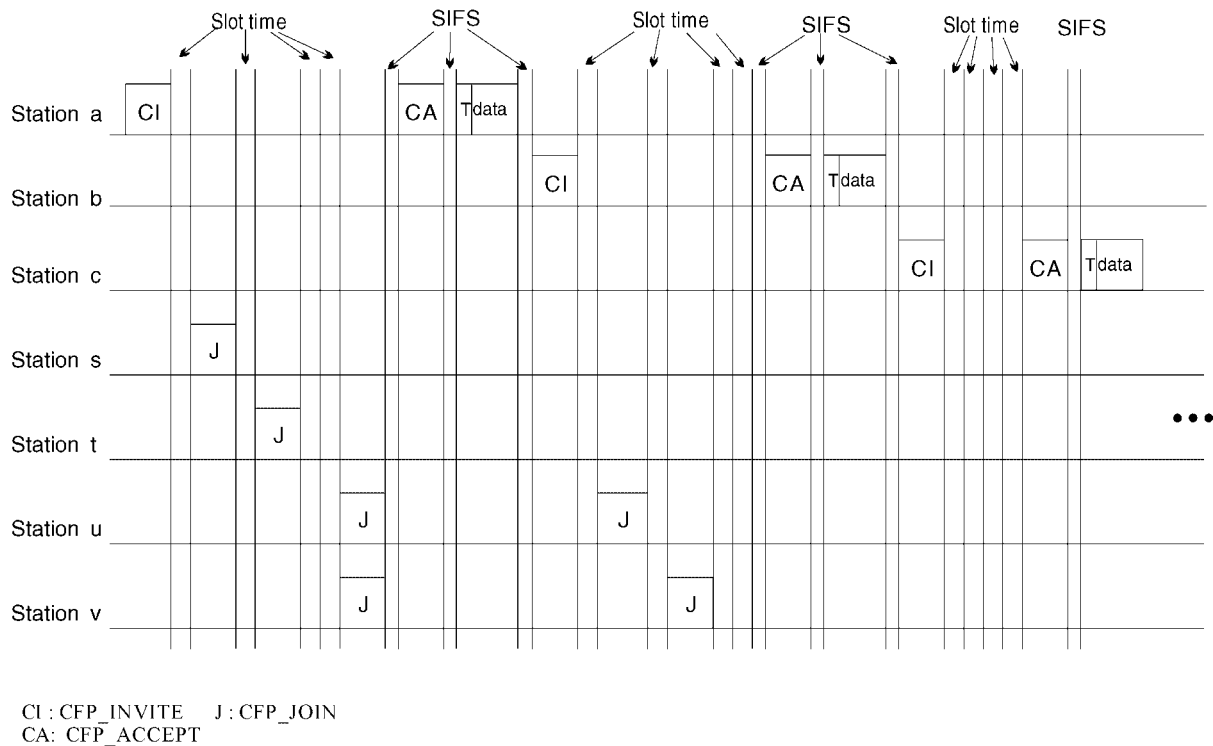 Slot time
SIFS
Slot time
SIFS
Slot time
SIFS
Station a
CI
CA
T data
Station b
CI
CA
T data
Station c
CI
CA
T data
Station s
J
Station t
J
Station u
J
J
Station v
J
J
CI : CFP_INVITE J : CFP_JOIN
CA: CFP_ACCEPT